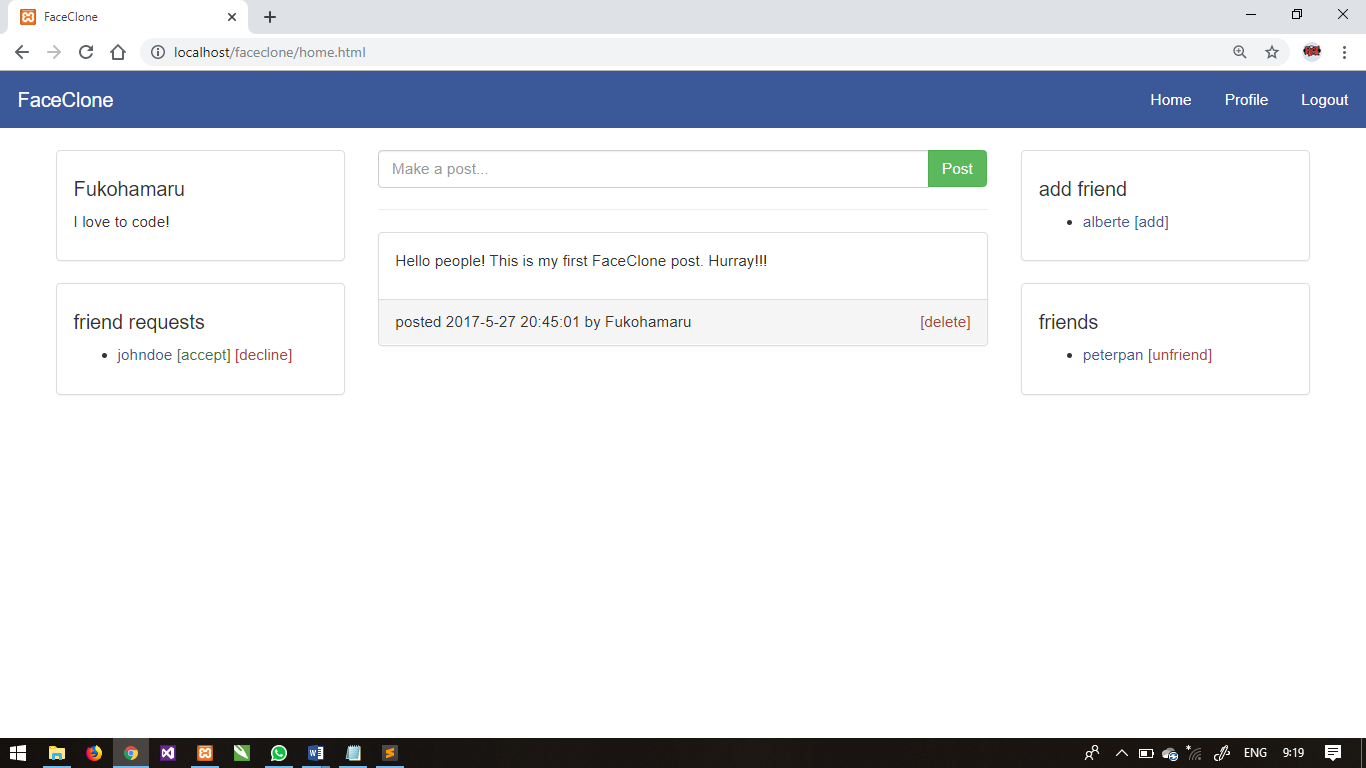 FaceClone
localhost/faceclone/home.html
FaceClone
Home Profile Logout
Fukohamaru
I love to code!
friend requests
johndoe [accept] [decline]
Make a post...
Post
Hello people! This is my first FaceClone post. Hurray!!!
posted 2017-5-27 20:45:01 by Fukohamaru
[delete]
add friend
alberte [add]
friends
peterpan [unfriend]
ENG
9:19